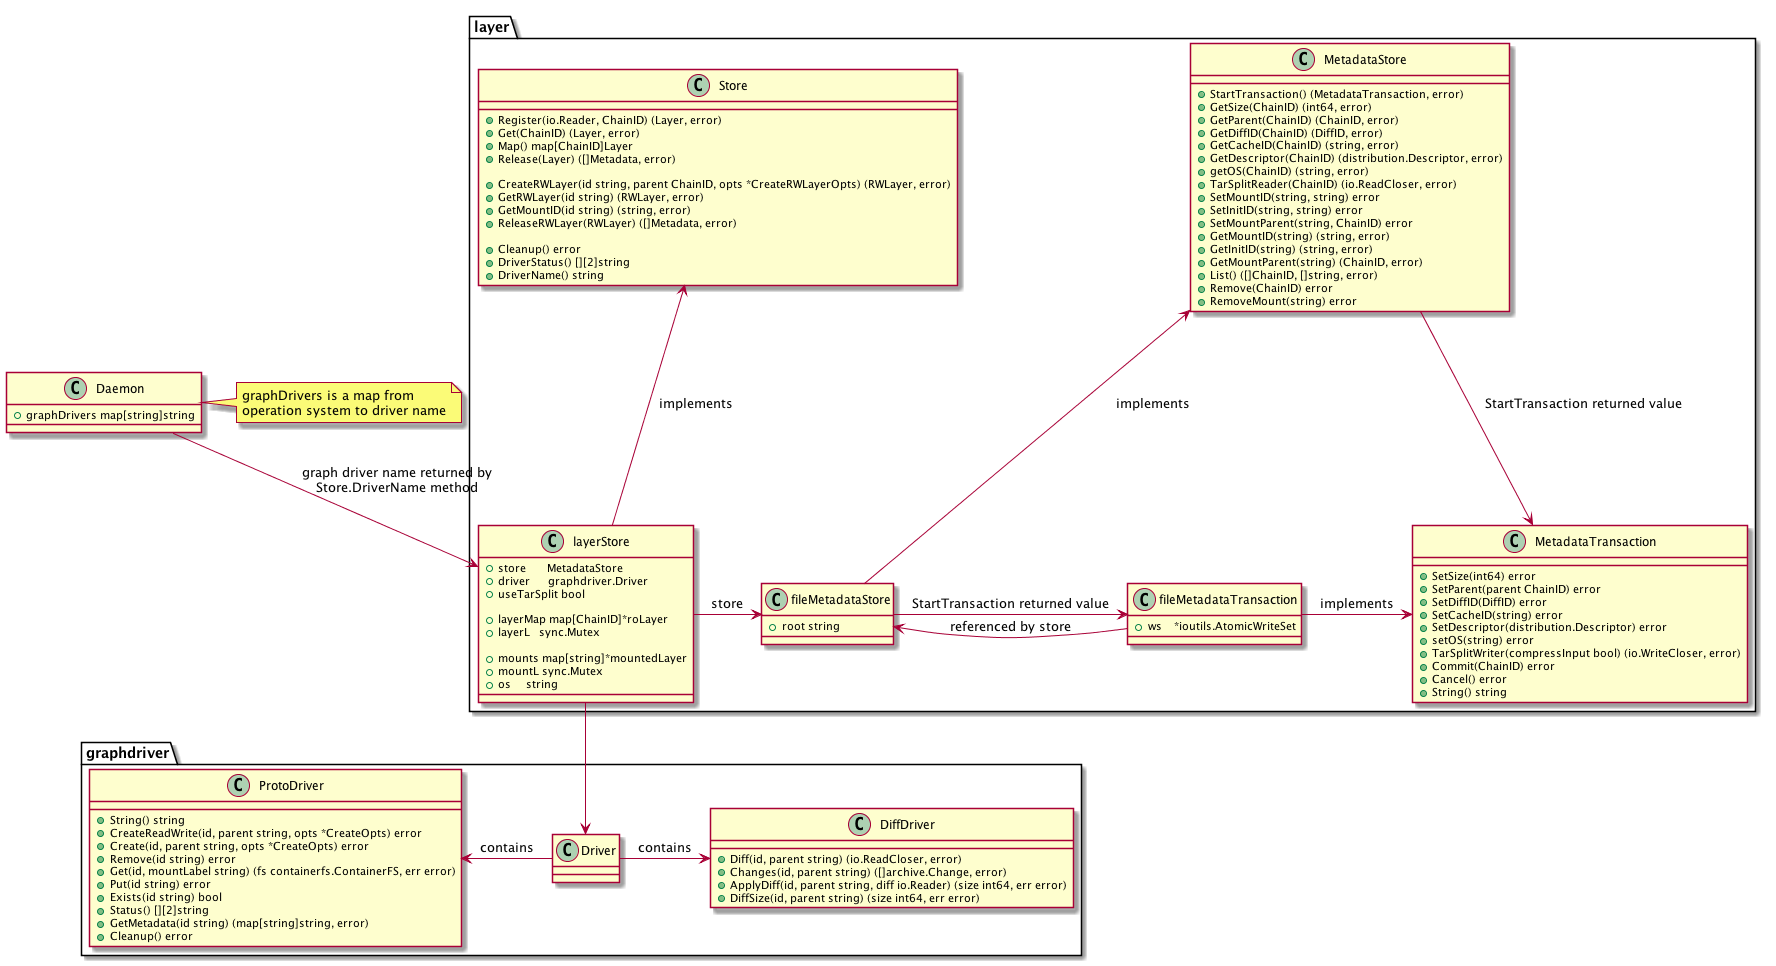 layer
C Store
Register(io.Reader, ChainID) (Layer, error)
Get(ChainID) (Layer, error)
Map() map[ChainID]Layer
Release(Layer) ([]Metadata, error)
CreateRWLayer(id string, parent ChainID, opts *CreateRWLayerOpts) (RWLayer, error)
GetRWLayer(id string) (RWLayer, error)
GetMountID(id string) (string, error)
ReleaseRWLayer(RWLayer) ([]Metadata, error)
Cleanup() error
DriverStatus() [][2]string
DriverName() string
C MetadataStore
StartTransaction() (MetadataTransaction, error)
GetSize(ChainID) (int64, error)
GetParent(ChainID) (ChainID, error)
GetDiffID(ChainID) (DiffID, error)
GetCacheID(ChainID) (string, error)
GetDescriptor(ChainID) (distribution.Descriptor, error)
getOS(ChainID) (string, error)
TarSplitReader(ChainID) (io.ReadCloser, error)
SetMountID(string, string) error
SetInitID(string, string) error
SetMountParent(string, ChainID) error
GetMountID(string) (string, error)
GetInitID(string) (string, error)
GetMountParent(string) (ChainID, error)
List() ([]ChainID, []string, error)
Remove(ChainID) error
RemoveMount(string) error
C Daemon
graphDrivers map[string]string
graphDrivers is a map from
operation system to driver name
implements
implements
StartTransaction returned value
graph driver name returned by
Store.DriverName method
C layerStore
store MetadataStore
driver graphdriver.Driver
useTarSplit bool
layerMap map[ChainID]*roLayer
layerL sync.Mutex
mounts map[string]*mountedLayer
mountL sync.Mutex
os string
store
C fileMetadataStore
root string
StartTransaction returned value
referenced by store
C fileMetadataTransaction
ws *ioutils.AtomicWriteSet
implements
C MetadataTransaction
SetSize(int64) error
SetParent(parent ChainID) error
SetDiffID(DiffID) error
SetCacheID(string) error
SetDescriptor(distribution.Descriptor) error
setOS(string) error
TarSplitWriter(compressInput bool) (io.WriteCloser, error)
Commit(ChainID) error
Cancel() error
String() string
graphdriver
C ProtoDriver
String() string
CreateReadWrite(id, parent string, opts *CreateOpts) error
Create(id, parent string, opts *CreateOpts) error
Remove(id string) error
Get(id, mountLabel string) (fs containerfs.ContainerFS, err error)
Put(id string) error
Exists(id string) bool
Status() [][2]string
GetMetadata(id string) (map[string]string, error)
Cleanup() error
contains
C Driver
contains
C DiffDriver
Diff(id, parent string) (io.ReadCloser, error)
Changes(id, parent string) ([]archive.Change, error)
ApplyDiff(id, parent string, diff io.Reader) (size int64, err error)
DiffSize(id, parent string) (size int64, err error)